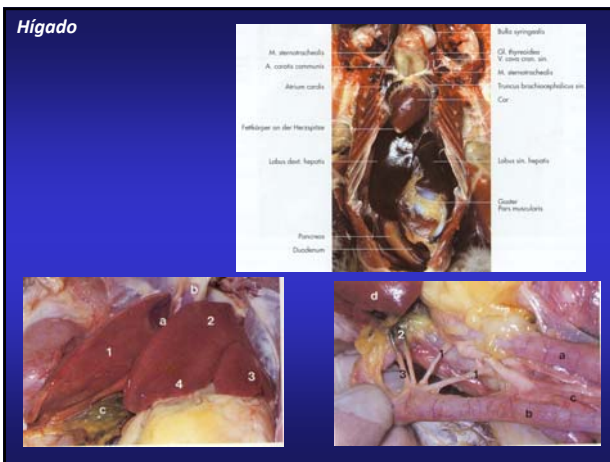 Hígado
Bulla syringealis
M. sternotrachealis
A. carotis communis
Gl. thyreoidea
V. cava cran. sin.
M. sternotrachealis
Atrium cordis
Truncus brachiocephalicus sin.
Cor
Fettkörper an der Herzspitze
Lobus dext. hepatis
Lobus sin. hepatis
Gaster
Pars muscularis
Pancreas
Duodenum
b
a
2
1
3
4
c
d
2
1
a
3
1
c
b